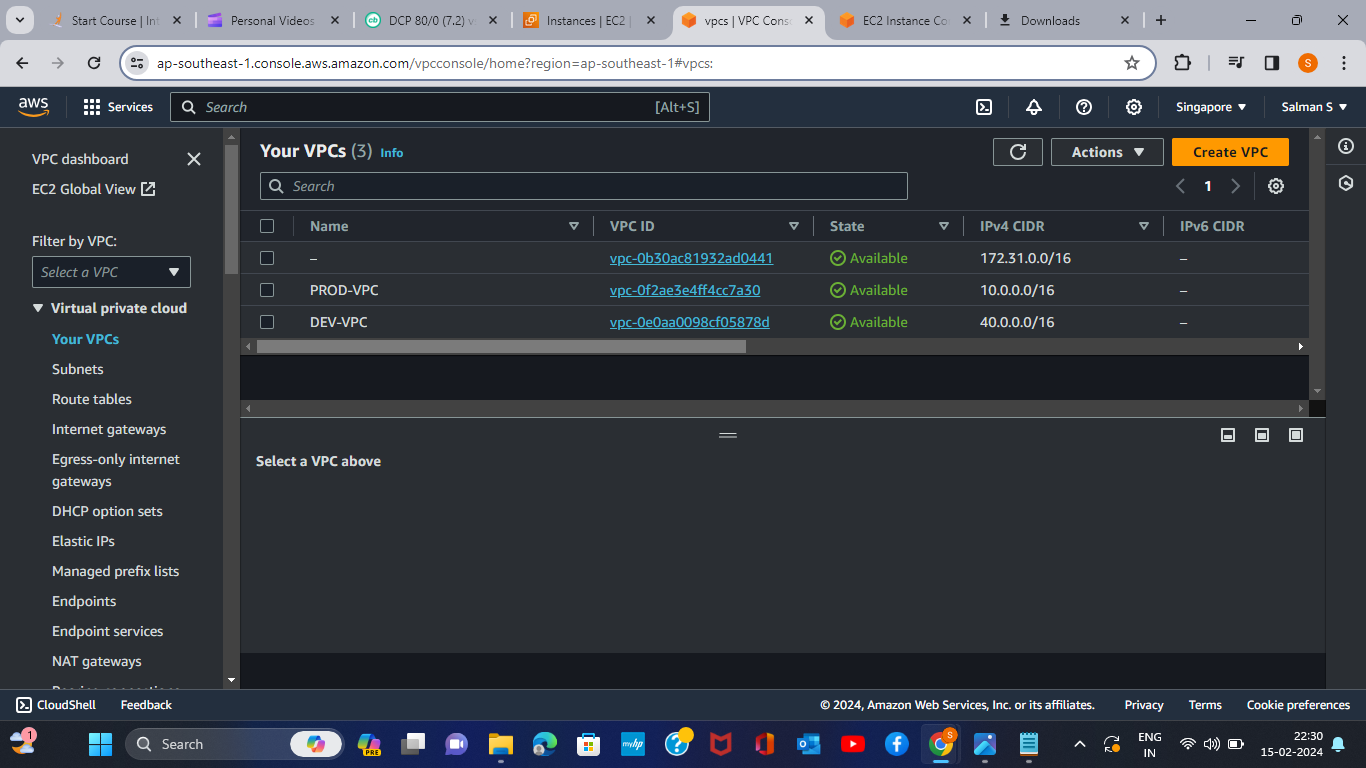 Start Course | Int
Personal Videos
DCP 80/0 (7.2) v
Instances | EC2 |
vpcs | VPC Conso
EC2 Instance Co
Downloads
ap-southeast-1.console.aws.amazon.com/vpcconsole/home?region=ap-southeast-1#vpcs:
S
aws
Services
Search
[Alt+S]
Singapore
Salman S
VPC dashboard
EC2 Global View
Filter by VPC:
Select a VPC
Virtual private cloud
Your VPCs
Subnets
Route tables
Internet gateways
Egress-only internet
gateways
DHCP option sets
Elastic IPs
Managed prefix lists
Endpoints
Endpoint services
NAT gateways
Your VPCs (3) Info
Actions
Create VPC
Search
1
Name VPC ID State IPv4 CIDR IPv6 CIDR
– vpc-0b30ac81932ad0441 Available 172.31.0.0/16 –
PROD-VPC vpc-0f2ae3e4ff4cc7a30 Available 10.0.0.0/16 –
DEV-VPC vpc-0e0aa0098cf05878d Available 40.0.0.0/16 –
Select a VPC above
CloudShell Feedback © 2024, Amazon Web Services, Inc. or its affiliates. Privacy Terms Cookie preferences
1
Search
PRE
myhp
S
ENG
IN
22:30
15-02-2024